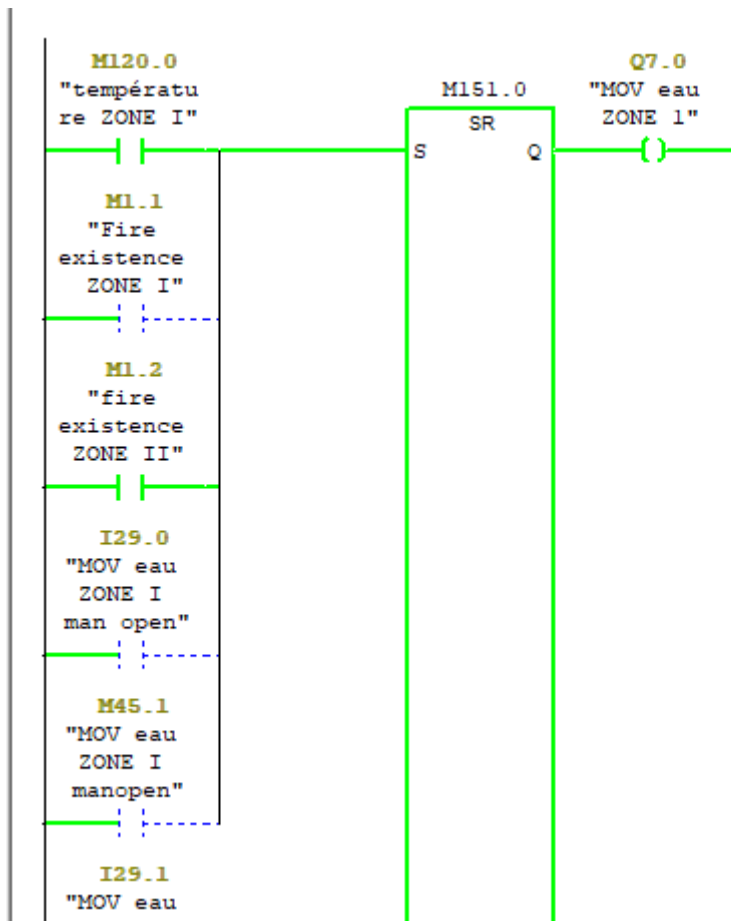 M120.0
"températu
re ZONE I"
M1.1
"Fire
existence
ZONE I"
M1.2
"fire
existence
ZONE II"
I29.0
"MOV eau
ZONE I
man open"
M45.1
"MOV eau
ZONE I
manopen"
I29.1
"MOV eau
M151.0
SR
S Q
Q7.0
"MOV eau
ZONE 1"